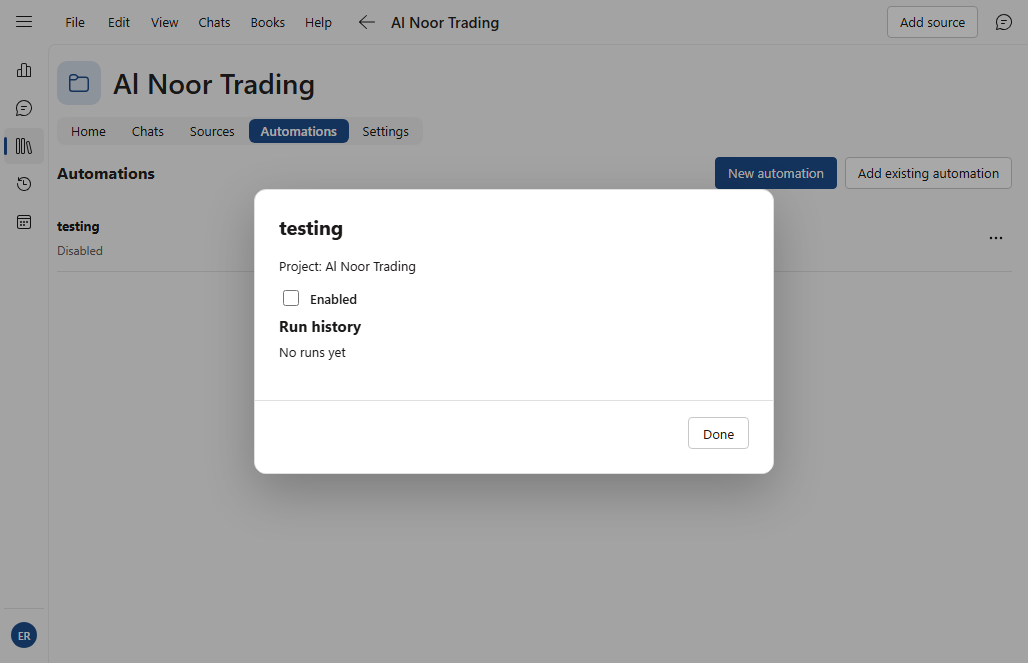 File Edit View Chats Books Help Al Noor Trading Add source
Al Noor Trading
Home Chats Sources Automations Settings
Automations New automation Add existing automation
testing
Disabled
testing
Project: Al Noor Trading
Enabled
Run history
No runs yet
Done
ER